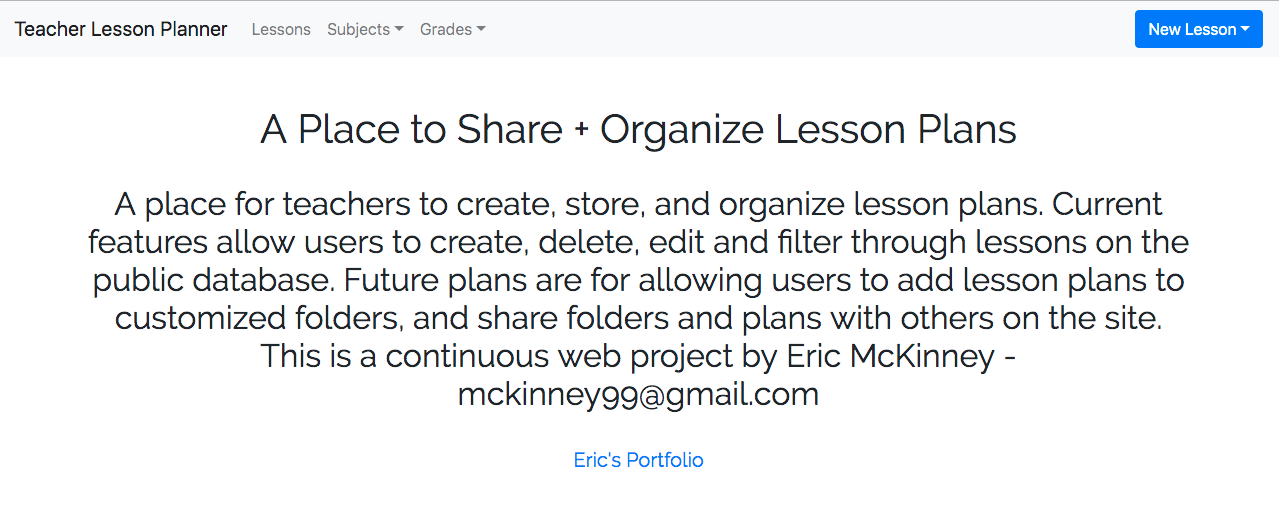 Teacher Lesson Planner Lessons Subjects Grades New Lesson
A Place to Share + Organize Lesson Plans
A place for teachers to create, store, and organize lesson plans. Current
features allow users to create, delete, edit and filter through lessons on the
public database. Future plans are for allowing users to add lesson plans to
customized folders, and share folders and plans with others on the site.
This is a continuous web project by Eric McKinney -
mckinney99@gmail.com
Eric's Portfolio